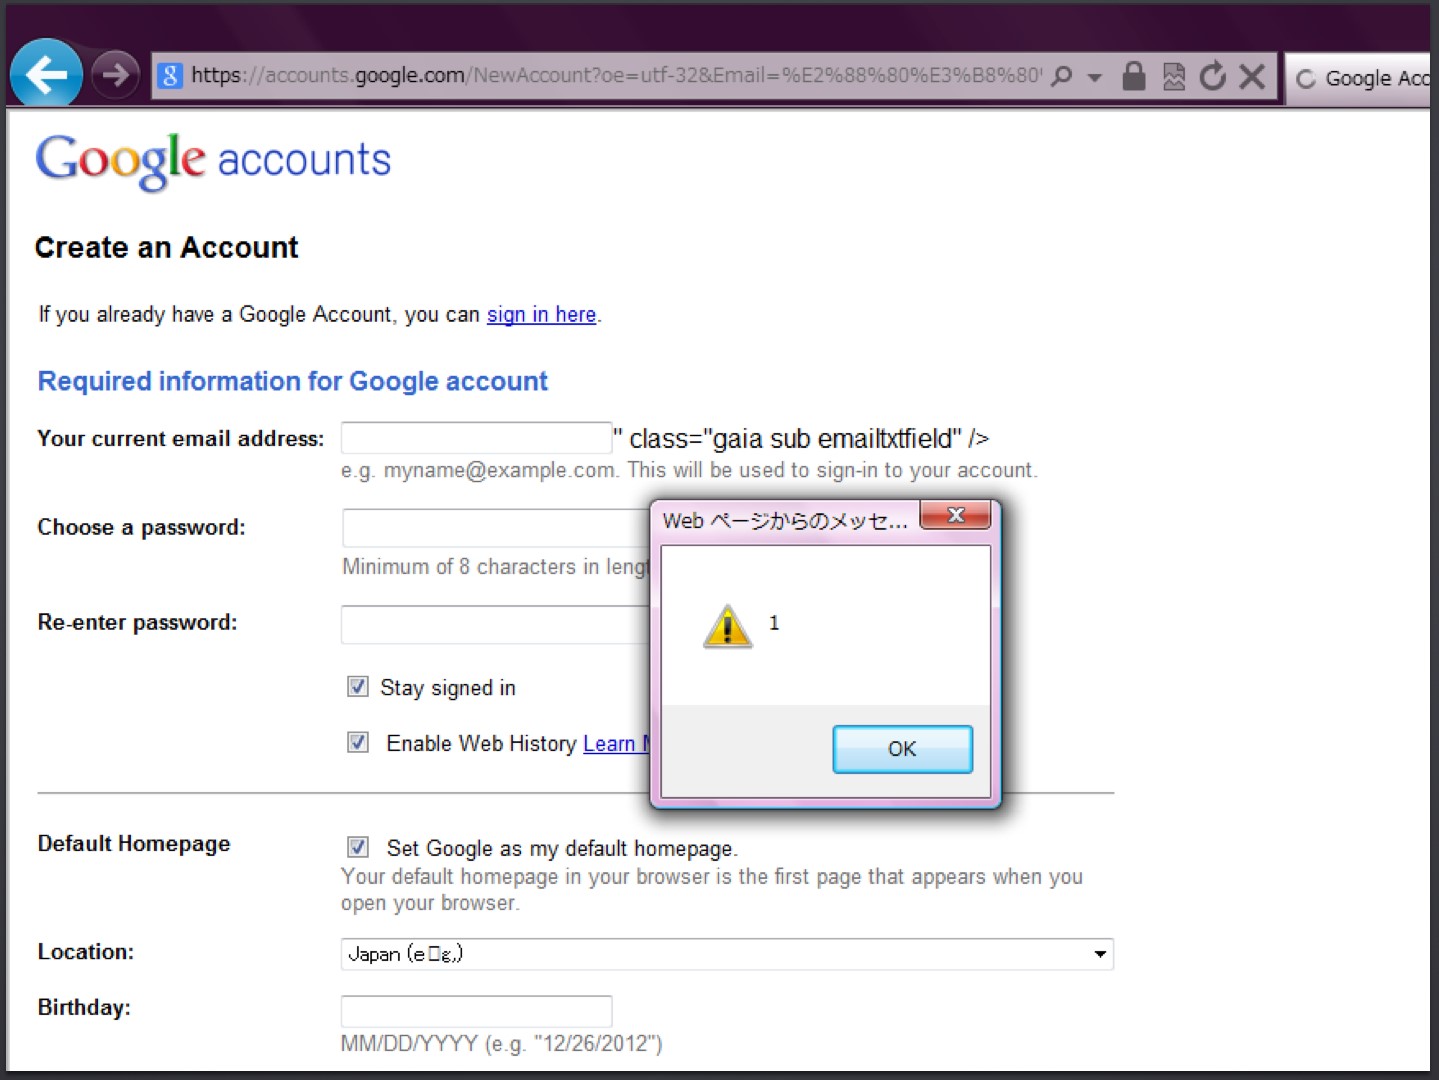 https://accounts.google.com/NewAccount?oe=utf-32&Email=%E2%88%80%E3%B8%80'
Google Acc
Google accounts
Create an Account
If you already have a Google Account, you can sign in here.
Required information for Google account
Your current email address: " class="gaia sub emailtxtfield" />
e.g. myname@example.com. This will be used to sign-in to your account.
Web ページからのメッセ...
Choose a password:
Minimum of 8 characters in lengt
Re-enter password:
1
Stay signed in
Enable Web History Learn M
OK
Default Homepage
Set Google as my default homepage.
Your default homepage in your browser is the first page that appears when you
open your browser.
Location: Japan (e□g,)
Birthday:
MM/DD/YYYY (e.g. "12/26/2012")